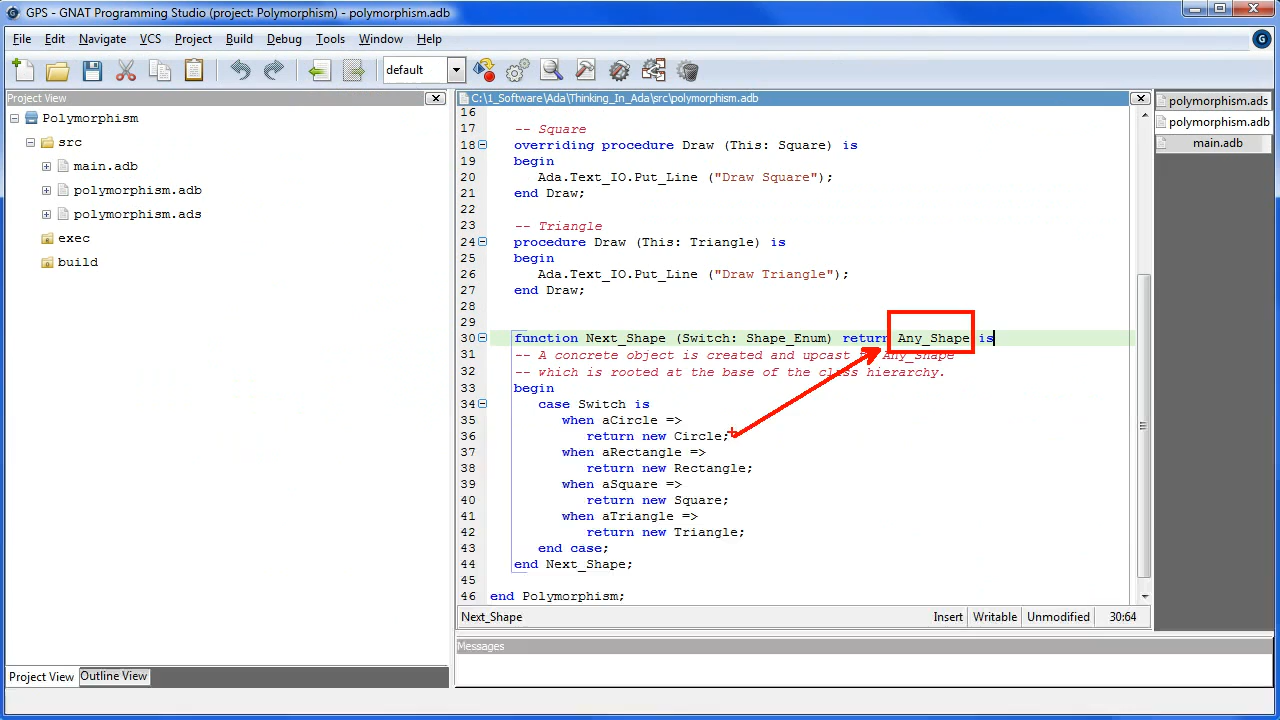 GPS - GNAT Programming Studio (project: Polymorphism) - polymorphism.adb
File Edit Navigate VCS Project Build Debug Tools Window Help
default
Project View
Polymorphism
src
main.adb
polymorphism.adb
polymorphism.ads
exec
build
Project View Outline View
C:\1_Software\Ada\Thinking_In_Ada\src\polymorphism.adb
16
17 -- Square
18 overriding procedure Draw (This: Square) is
19 begin
20 Ada.Text_IO.Put_Line ("Draw Square");
21 end Draw;
22
23 -- Triangle
24 procedure Draw (This: Triangle) is
25 begin
26 Ada.Text_IO.Put_Line ("Draw Triangle");
27 end Draw;
28
29
30 function Next_Shape (Switch: Shape_Enum) return Any_Shape is
31 -- A concrete object is created and upcast Any_Shape
32 -- which is rooted at the base of the class hierarchy.
33 begin
34 case Switch is
35 when aCircle =>
36 return new Circle;
37 when aRectangle =>
38 return new Rectangle;
39 when aSquare =>
40 return new Square;
41 when aTriangle =>
42 return new Triangle;
43 end case;
44 end Next_Shape;
45
46 end Polymorphism;
Next_Shape Insert Writable Unmodified 30:64
Messages
polymorphism.ads
polymorphism.adb
main.adb
G